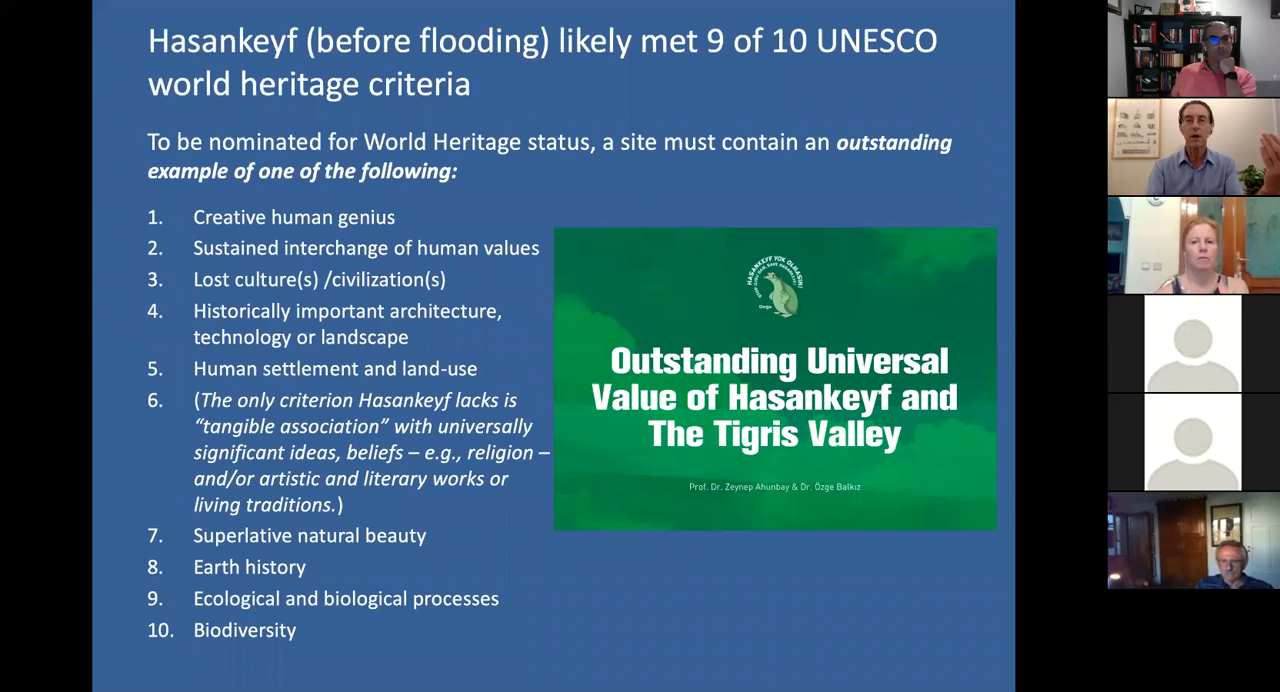 Hasankeyf (before flooding) likely met 9 of 10 UNESCO
world heritage criteria
To be nominated for World Heritage status, a site must contain an outstanding
example of one of the following:
1. Creative human genius
2. Sustained interchange of human values
3. Lost culture(s) /civilization(s)
4. Historically important architecture,
technology or landscape
5. Human settlement and land-use
6. (The only criterion Hasankeyf lacks is
“tangible association” with universally
significant ideas, beliefs – e.g., religion –
and/or artistic and literary works or
living traditions.)
7. Superlative natural beauty
8. Earth history
9. Ecological and biological processes
10. Biodiversity
HASANKEYF YOK OLMASIN!
Doğa
Outstanding Universal
Value of Hasankeyf and
The Tigris Valley
Prof. Dr. Zeynep Ahunbay & Dr. Özge Balkız